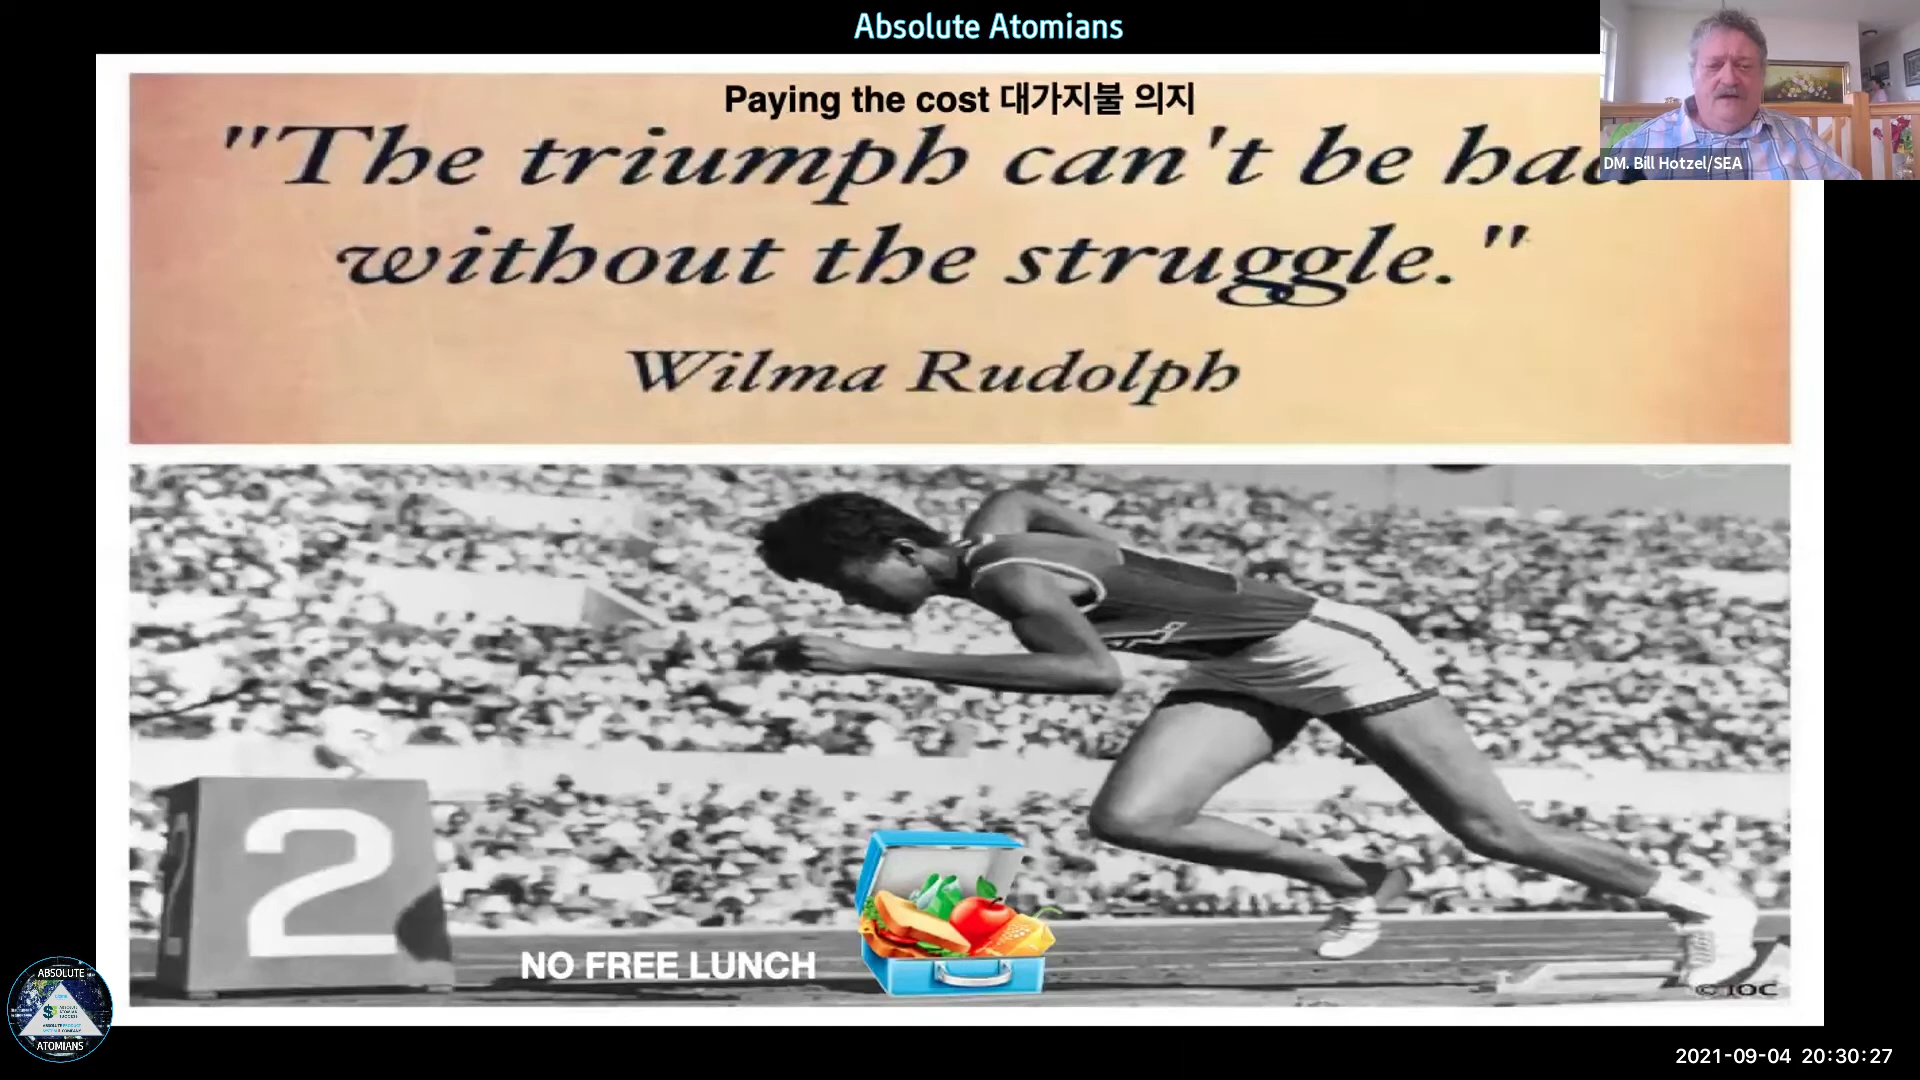 Absolute Atomians
Paying the cost 대가지불 의지
"The triumph can't be had
without the struggle."
Wilma Rudolph
DM. Bill Hotzel/SEA
2
NO FREE LUNCH
© IOC
ABSOLUTE
ATOMIANS
2021-09-04 20:30:27